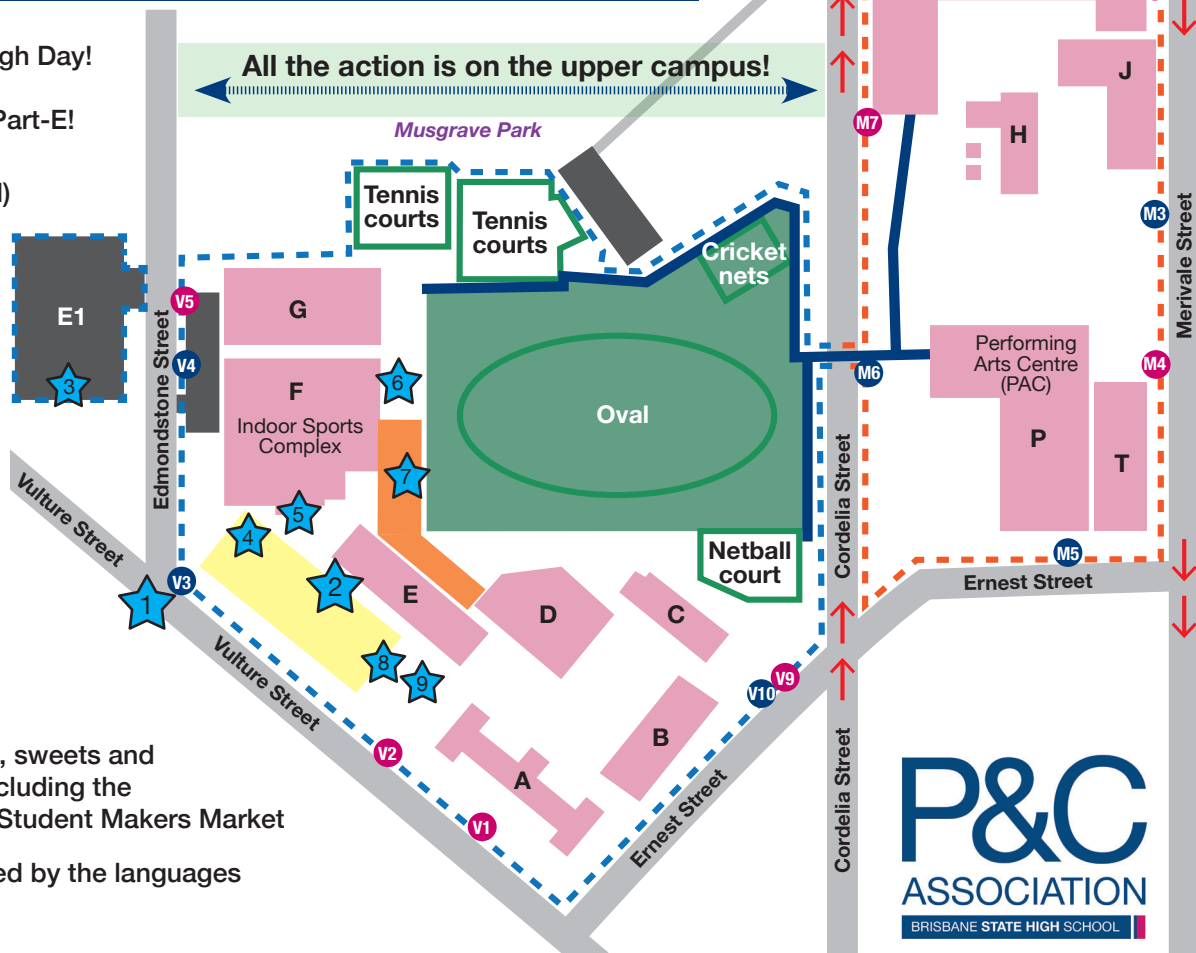 gh Day!
All the action is on the upper campus!
Part-E!
Musgrave Park
l)
M7
J
H
M3
Merivale Street
Tennis
courts
Tennis
courts
Cricket
nets
E1
3
V5
V4
Edmondstone Street
G
F
Indoor Sports
Complex
6
7
5
4
Oval
M6
Performing
Arts Centre
(PAC)
M4
P
T
Cordelia Street
M5
Ernest Street
Netball
court
Vulture Street
1
V3
2
E
D
C
8
9
V10
V9
Vulture Street
V2
V1
A
B
Ernest Street
Cordelia Street
, sweets and
cluding the
Student Makers Market
ed by the languages
P&C
ASSOCIATION
BRISBANE STATE HIGH SCHOOL